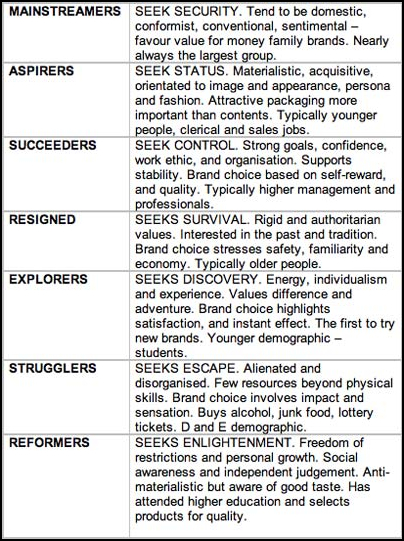 MAINSTREAMERS SEEK SECURITY. Tend to be domestic,
conformist, conventional, sentimental –
favour value for money family brands. Nearly
always the largest group.
ASPIRERS SEEK STATUS. Materialistic, acquisitive,
orientated to image and appearance, persona
and fashion. Attractive packaging more
important than contents. Typically younger
people, clerical and sales jobs.
SUCCEEDERS SEEK CONTROL. Strong goals, confidence,
work ethic, and organisation. Supports
stability. Brand choice based on self-reward,
and quality. Typically higher management and
professionals.
RESIGNED SEEKS SURVIVAL. Rigid and authoritarian
values. Interested in the past and tradition.
Brand choice stresses safety, familiarity and
economy. Typically older people.
EXPLORERS SEEKS DISCOVERY. Energy, individualism
and experience. Values difference and
adventure. Brand choice highlights
satisfaction, and instant effect. The first to try
new brands. Younger demographic –
students.
STRUGGLERS SEEKS ESCAPE. Alienated and
disorganised. Few resources beyond physical
skills. Brand choice involves impact and
sensation. Buys alcohol, junk food, lottery
tickets. D and E demographic.
REFORMERS SEEKS ENLIGHTENMENT. Freedom of
restrictions and personal growth. Social
awareness and independent judgement. Anti-
materialistic but aware of good taste. Has
attended higher education and selects
products for quality.